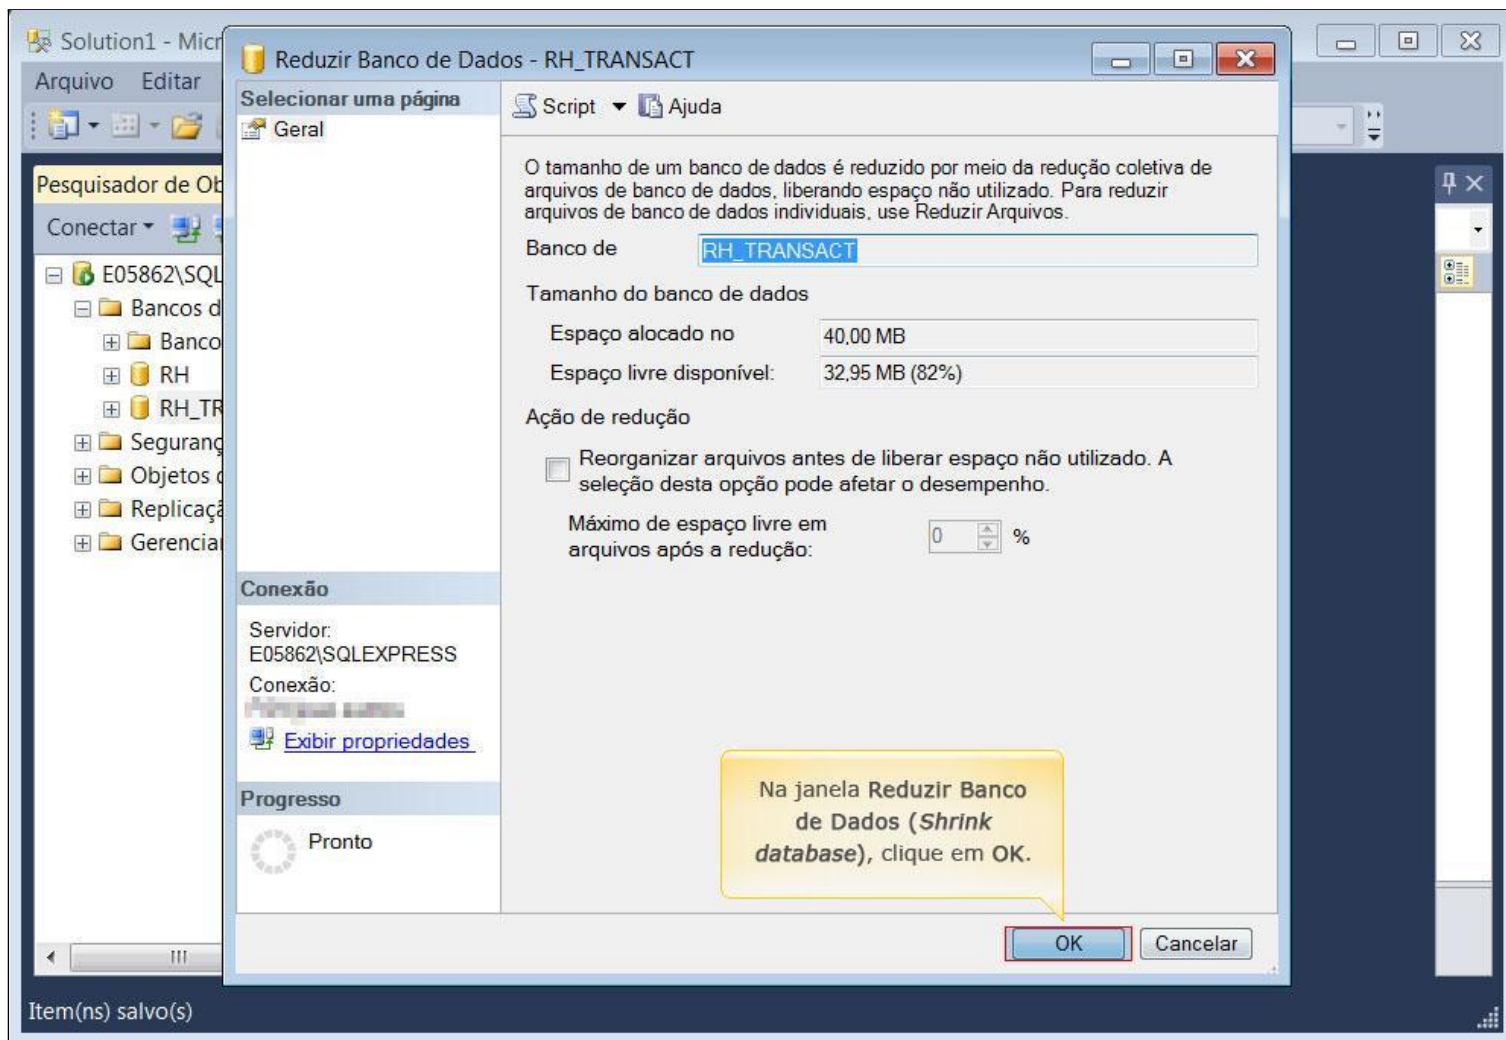 Solution1 - Micr
Arquivo Editar
Pesquisador de Ob
Conectar
E05862\SQL
Bancos d
Banco
RH
RH_TR
Seguranç
Objetos d
Replicaçã
Gerenciar
Item(ns) salvo(s)
Reduzir Banco de Dados - RH_TRANSACT
Selecionar uma página
Geral
Script Ajuda
O tamanho de um banco de dados é reduzido por meio da redução coletiva de
arquivos de banco de dados, liberando espaço não utilizado. Para reduzir
arquivos de banco de dados individuais, use Reduzir Arquivos.
Banco de RH_TRANSACT
Tamanho do banco de dados
Espaço alocado no 40,00 MB
Espaço livre disponível: 32,95 MB (82%)
Ação de redução
Reorganizar arquivos antes de liberar espaço não utilizado. A
seleção desta opção pode afetar o desempenho.
Máximo de espaço livre em
arquivos após a redução: 0 %
Conexão
Servidor:
E05862\SQLEXPRESS
Conexão:
Exibir propriedades
Progresso
Pronto
Na janela Reduzir Banco
de Dados (Shrink
database), clique em OK.
OK Cancelar